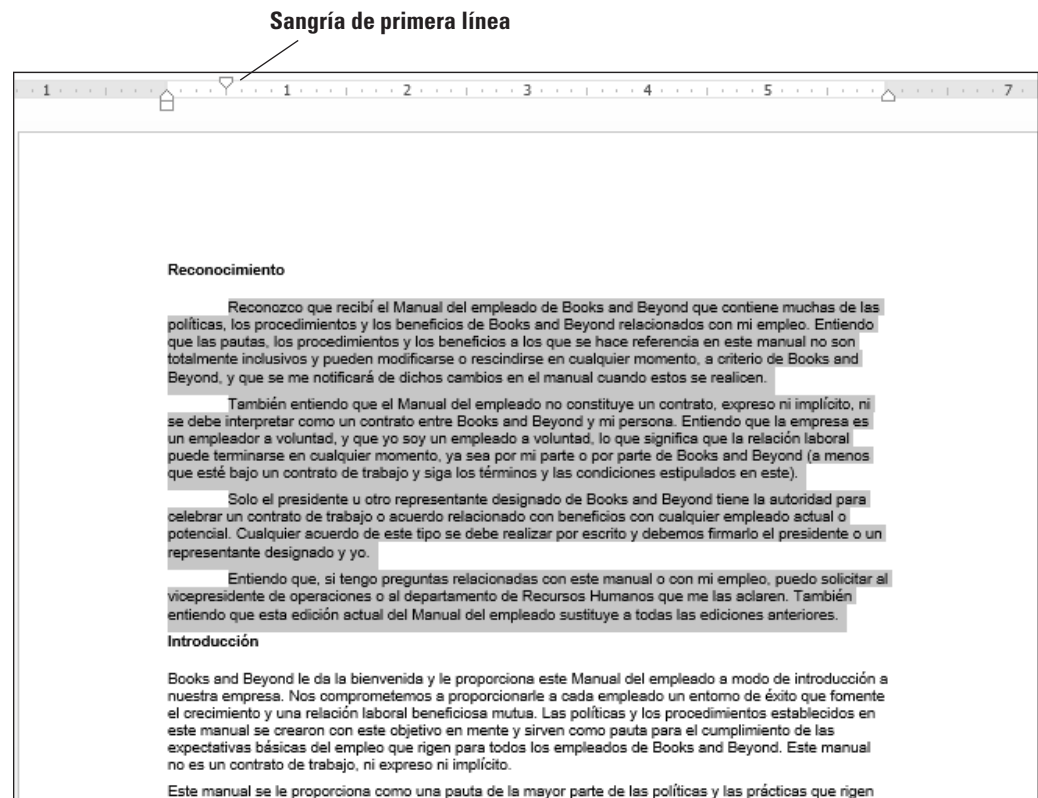 Sangría de primera línea
1 1 2 3 4 5 7
Reconocimiento
Reconozco que recibí el Manual del empleado de Books and Beyond que contiene muchas de las
políticas, los procedimientos y los beneficios de Books and Beyond relacionados con mi empleo. Entiendo
que las pautas, los procedimientos y los beneficios a los que se hace referencia en este manual no son
totalmente inclusivos y pueden modificarse o rescindirse en cualquier momento, a criterio de Books and
Beyond, y que se me notificará de dichos cambios en el manual cuando estos se realicen.
También entiendo que el Manual del empleado no constituye un contrato, expreso ni implícito, ni
se debe interpretar como un contrato entre Books and Beyond y mi persona. Entiendo que la empresa es
un empleador a voluntad, y que yo soy un empleado a voluntad, lo que significa que la relación laboral
puede terminarse en cualquier momento, ya sea por mi parte o por parte de Books and Beyond (a menos
que esté bajo un contrato de trabajo y siga los términos y las condiciones estipulados en este).
Solo el presidente u otro representante designado de Books and Beyond tiene la autoridad para
celebrar un contrato de trabajo o acuerdo relacionado con beneficios con cualquier empleado actual o
potencial. Cualquier acuerdo de este tipo se debe realizar por escrito y debemos firmarlo el presidente o un
representante designado y yo.
Entiendo que, si tengo preguntas relacionadas con este manual o con mi empleo, puedo solicitar al
vicepresidente de operaciones o al departamento de Recursos Humanos que me las aclaren. También
entiendo que esta edición actual del Manual del empleado sustituye a todas las ediciones anteriores.
Introducción
Books and Beyond le da la bienvenida y le proporciona este Manual del empleado a modo de introducción a
nuestra empresa. Nos comprometemos a proporcionarle a cada empleado un entorno de éxito que fomente
el crecimiento y una relación laboral beneficiosa mutua. Las políticas y los procedimientos establecidos en
este manual se crearon con este objetivo en mente y sirven como pauta para el cumplimiento de las
expectativas básicas del empleo que rigen para todos los empleados de Books and Beyond. Este manual
no es un contrato de trabajo, ni expreso ni implícito.
Este manual se le proporciona como una pauta de la mayor parte de las políticas y las prácticas que rigen